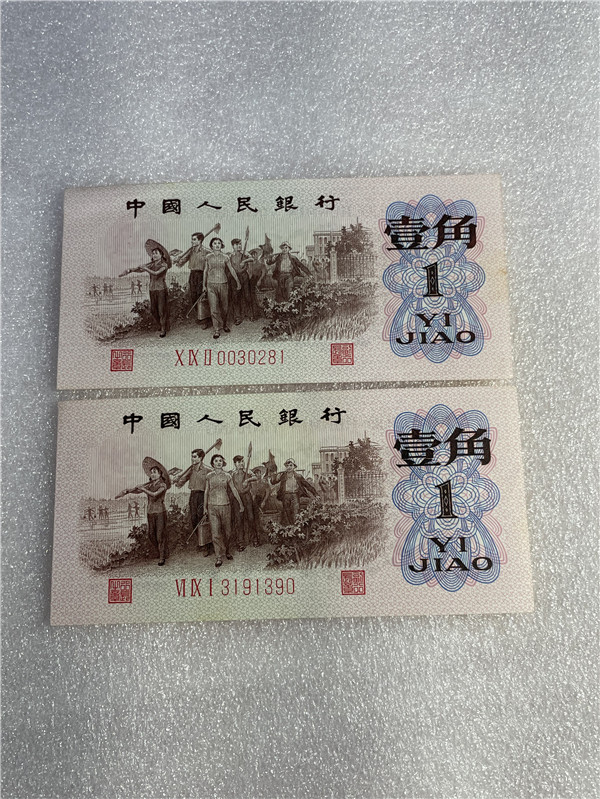 中國人民銀行
壹角
1
YI
JIAO
X IX II 0030281
中國人民銀行
壹角
1
YI
JIAO
VI IX I 3191390